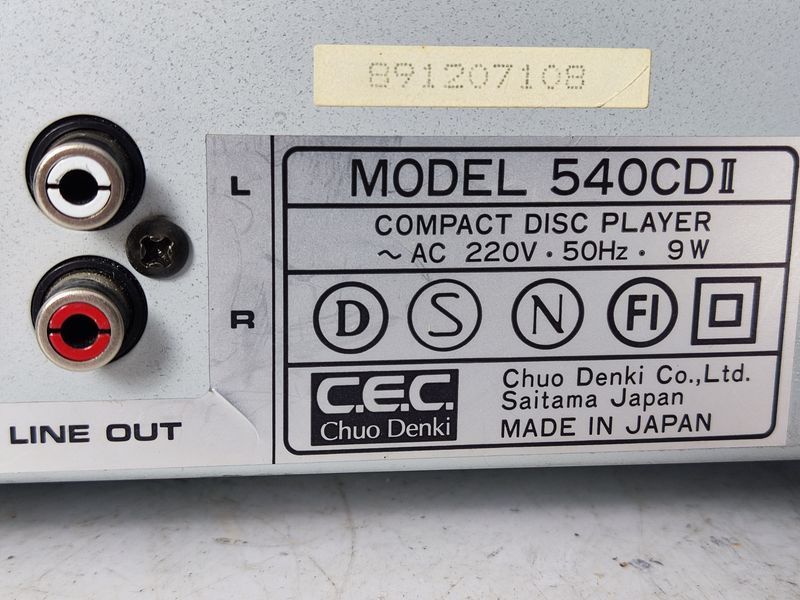 891207108
L
MODEL 540CDⅡ
COMPACT DISC PLAYER
~ AC 220V · 50Hz · 9W
R
D S N FI
C.E.C.
Chuo Denki
Chuo Denki Co.,Ltd.
Saitama Japan
MADE IN JAPAN
LINE OUT